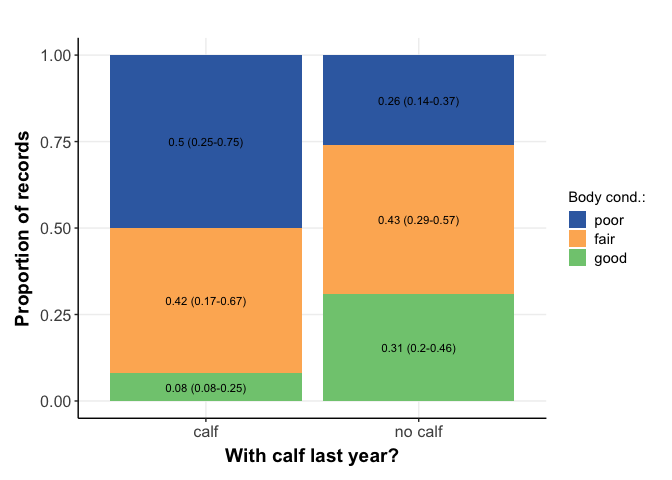 1.00
0.75
0.50
0.25
0.00
Proportion of records
0.5 (0.25-0.75)
0.42 (0.17-0.67)
0.08 (0.08-0.25)
0.26 (0.14-0.37)
0.43 (0.29-0.57)
0.31 (0.2-0.46)
calf
no calf
With calf last year?
Body cond.:
poor
fair
good